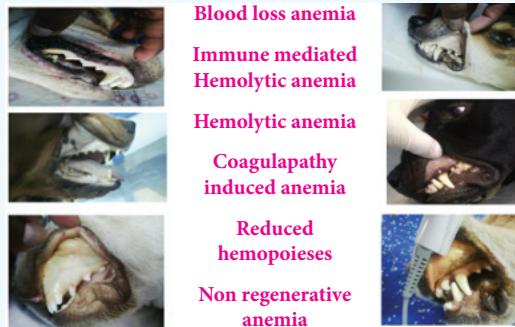 Blood loss anemia
Immune mediated
Hemolytic anemia
Hemolytic anemia
Coagulapathy
induced anemia
Reduced
hemopoieses
Non regenerative
anemia